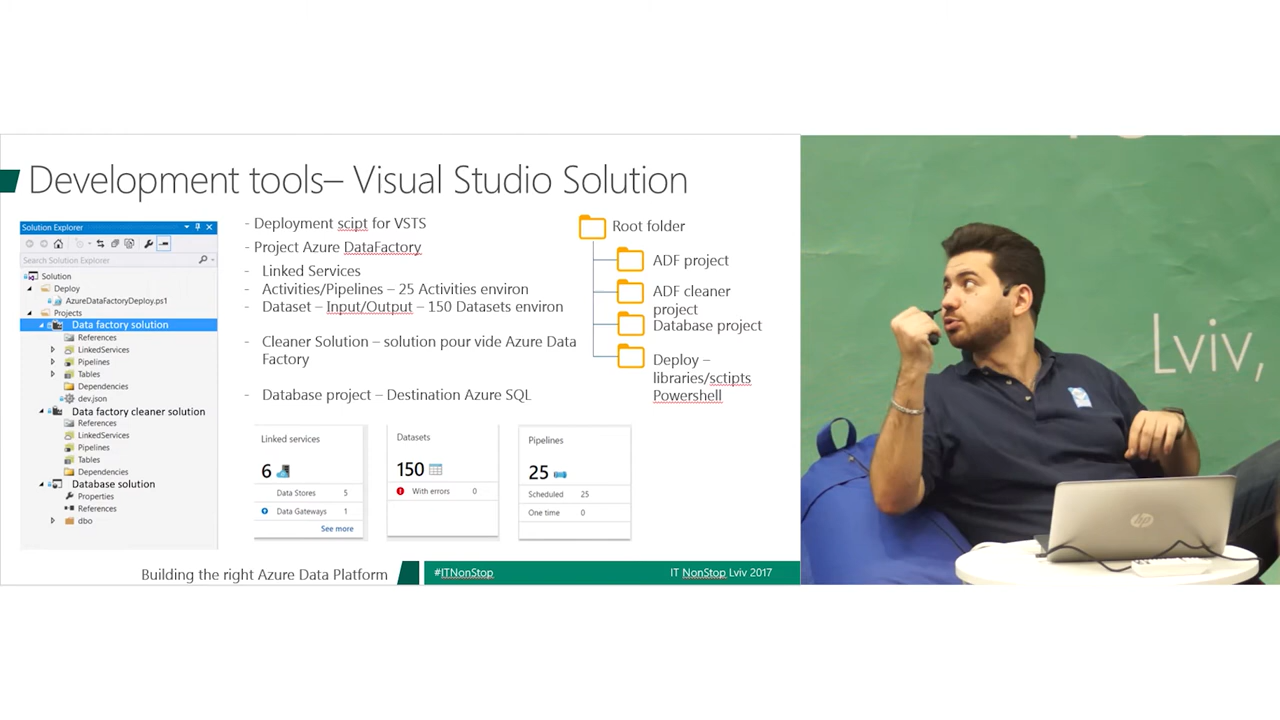 Development tools– Visual Studio Solution
Solution Explorer
Search Solution Explorer
Solution
Deploy
AzureDataFactoryDeploy.ps1
Projects
Data factory solution
References
LinkedServices
Pipelines
Tables
Dependencies
dev.json
Data factory cleaner solution
References
LinkedServices
Pipelines
Tables
Dependencies
Database solution
Properties
References
dbo
- Deployment scipt for VSTS
- Project Azure DataFactory
- Linked Services
- Activities/Pipelines – 25 Activities environ
- Dataset – Input/Output – 150 Datasets environ
Cleaner Solution – solution pour vide Azure Data
Factory
- Database project – Destination Azure SQL
Root folder
ADF project
ADF cleaner
project
Database project
Deploy –
libraries/sctipts
Powershell
Linked services
6
Data Stores 5
Data Gateways 1
See more
Datasets
150
With errors 0
Pipelines
25
Scheduled 25
One time 0
Building the right Azure Data Platform
#ITNonStop
IT NonStop Lviv 2017
Lviv,
hp